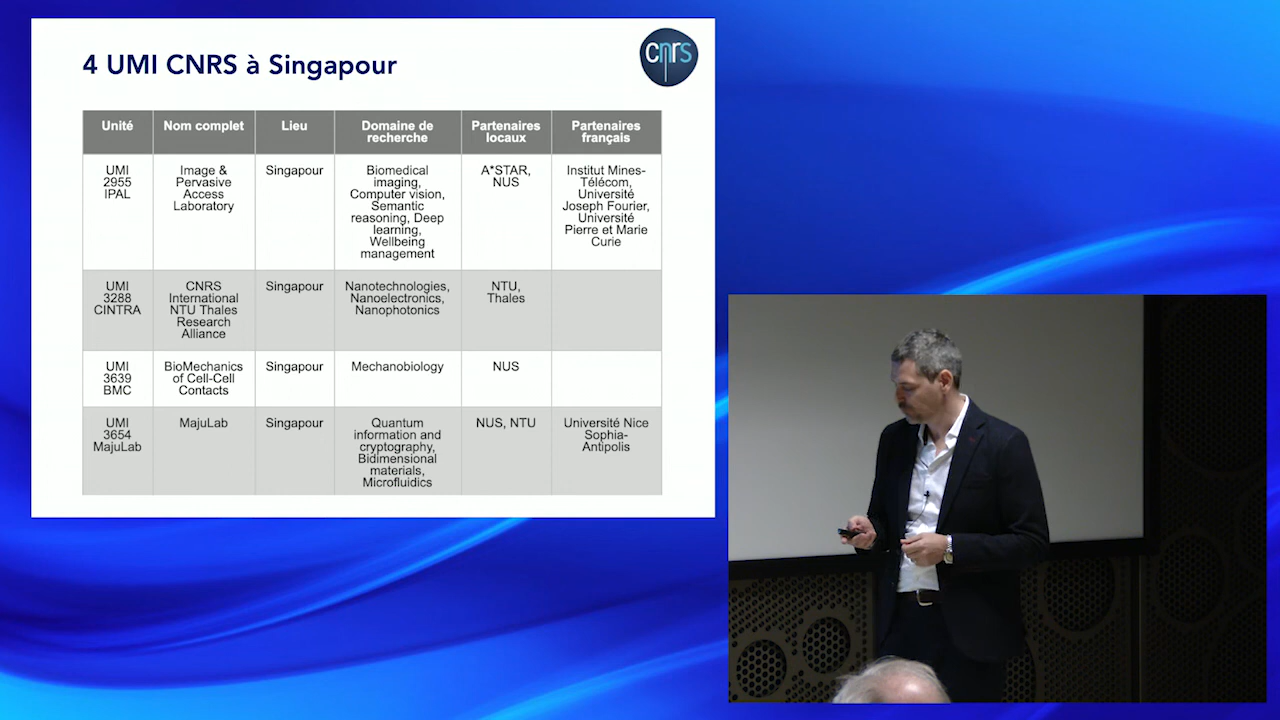 4 UMI CNRS à Singapour
cnrs
Unité
Nom complet
Lieu
Domaine de
recherche
Partenaires
locaux
Partenaires
français
UMI
2955
IPAL
Image &
Pervasive
Access
Laboratory
Singapour
Biomedical
imaging,
Computer vision,
Semantic
reasoning, Deep
learning,
Wellbeing
management
A*STAR,
NUS
Institut Mines-
Télécom,
Université
Joseph Fourier,
Université
Pierre et Marie
Curie
UMI
3288
CINTRA
CNRS
International
NTU Thales
Research
Alliance
Singapour
Nanotechnologies,
Nanoelectronics,
Nanophotonics
NTU,
Thales
UMI
3639
BMC
BioMechanics
of Cell-Cell
Contacts
Singapour
Mechanobiology
NUS
UMI
3654
MajuLab
MajuLab
Singapour
Quantum
information and
cryptography,
Bidimensional
materials,
Microfluidics
NUS, NTU
Université Nice
Sophia-
Antipolis